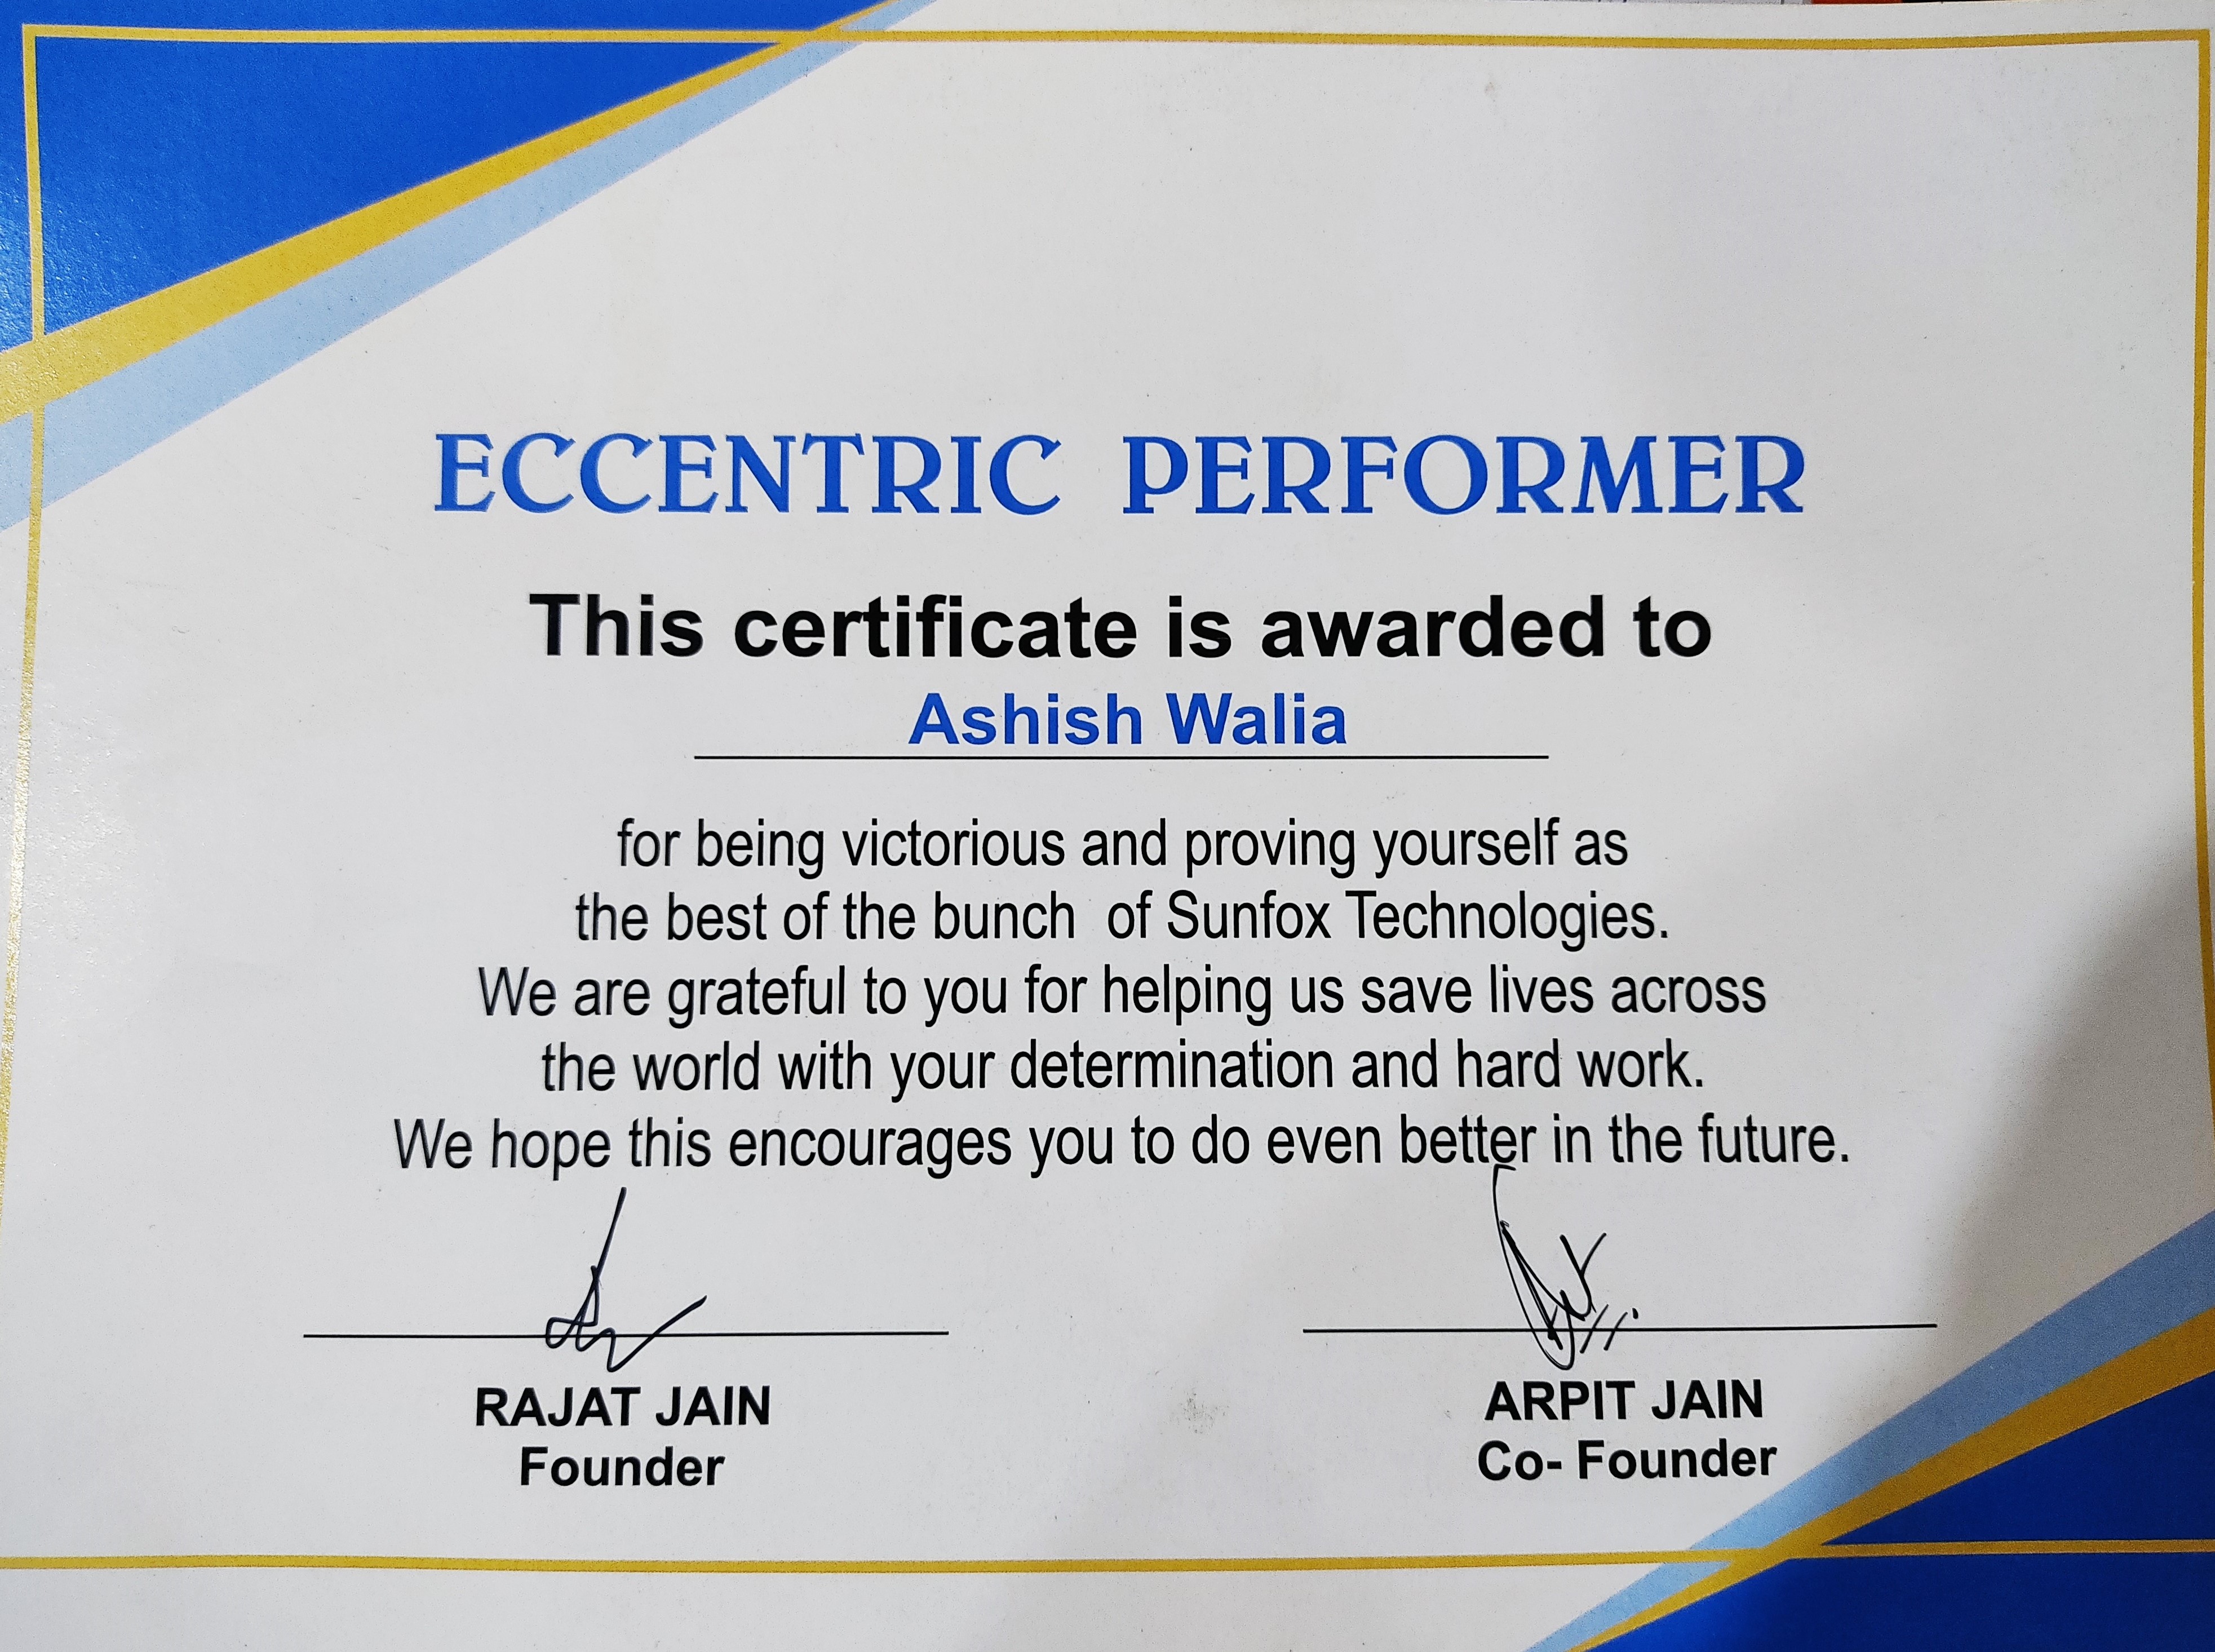 ECCENTRIC PERFORMER
This certificate is awarded to
Ashish Walia
for being victorious and proving yourself as
the best of the bunch of Sunfox Technologies.
We are grateful to you for helping us save lives across
the world with your determination and hard work.
We hope this encourages you to do even better in the future.
RAJAT JAIN
Founder
ARPIT JAIN
Co- Founder